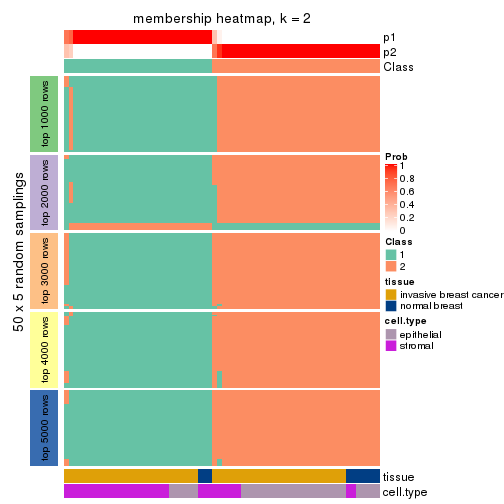 membership heatmap, k = 2
p1
p2
Class
50 x 5 random samplings
top 1000 rows
top 2000 rows
top 3000 rows
top 4000 rows
top 5000 rows
Prob
1
0.8
0.6
0.4
0.2
0
Class
1
2
tissue
invasive breast cancer
normal breast
cell.type
epithelial
stromal
tissue
cell.type